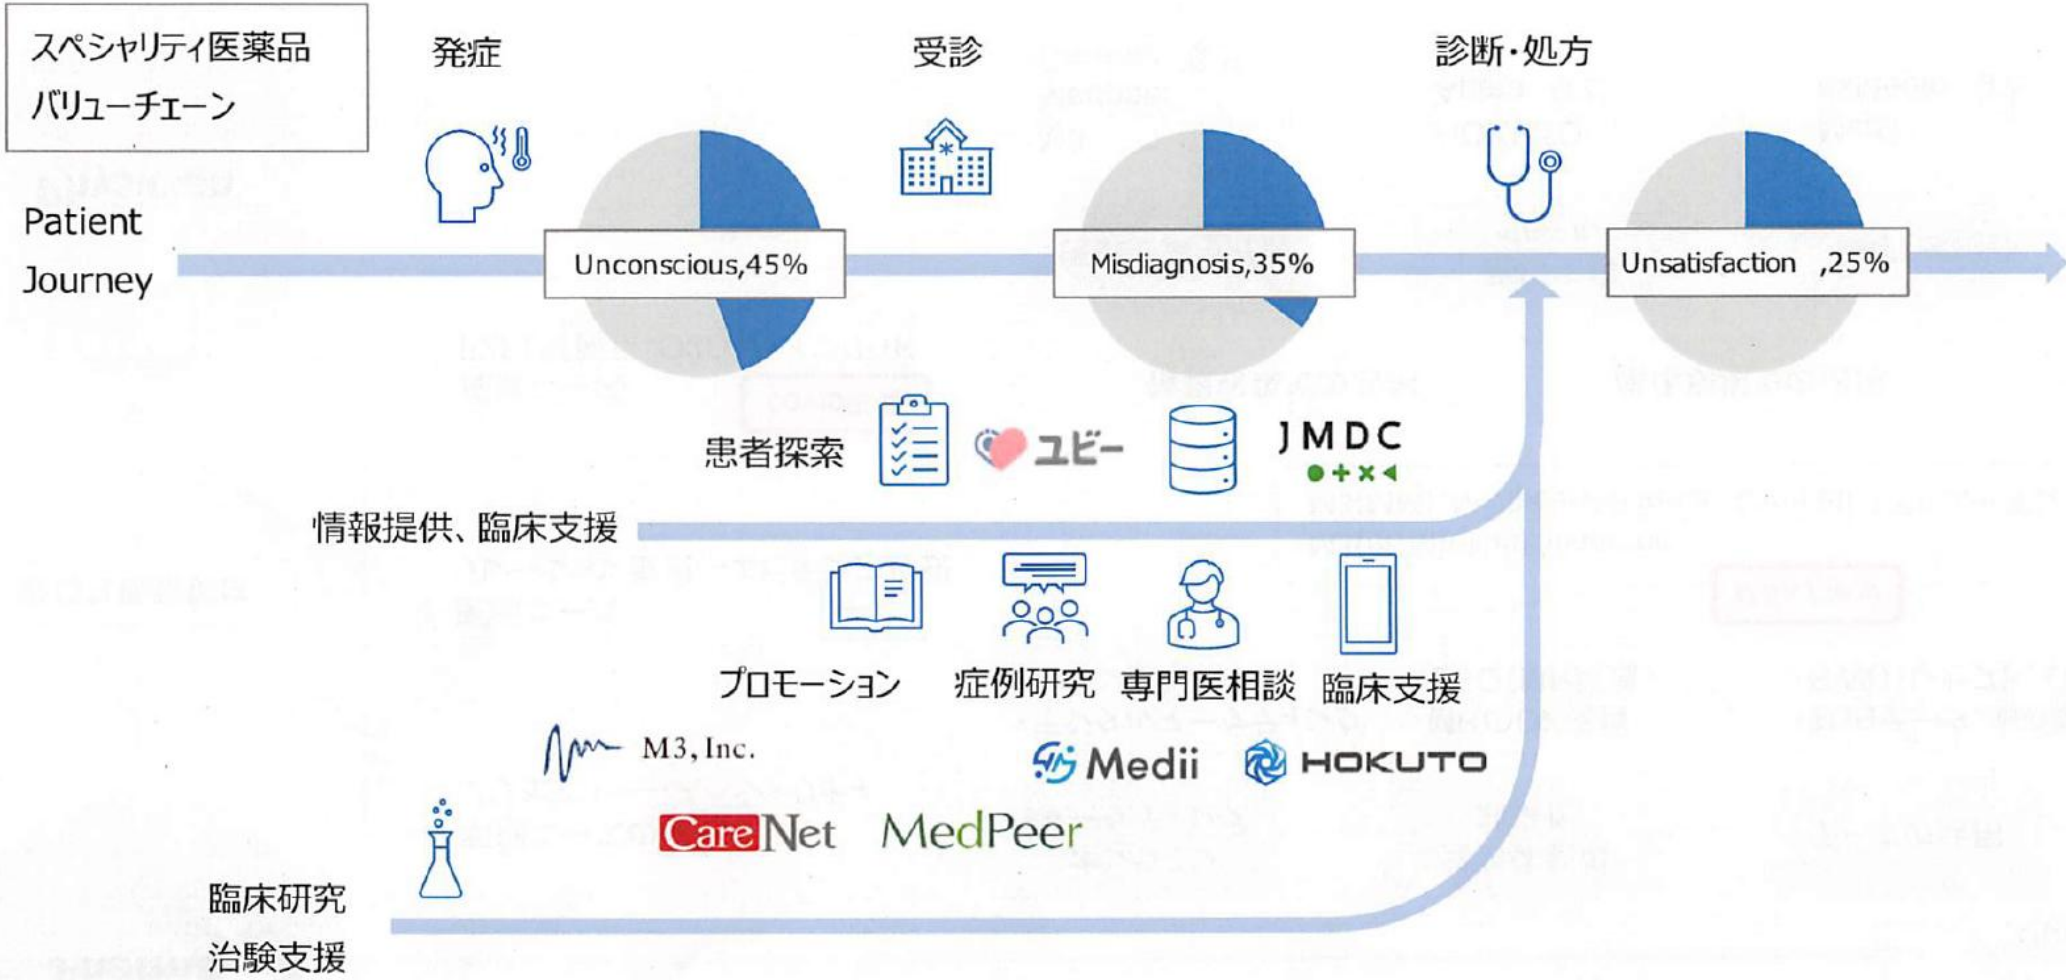 スペシャリティ医薬品
バリューチェーン
発症
受診
診断・処方
Patient
Journey
Unconscious,45%
Misdiagnosis,35%
Unsatisfaction ,25%
患者探索
ユビー
JMDC
情報提供、臨床支援
プロモーション
症例研究
専門医相談
臨床支援
M3, Inc.
Medii
HOKUTO
CareNet
MedPeer
臨床研究
治験支援